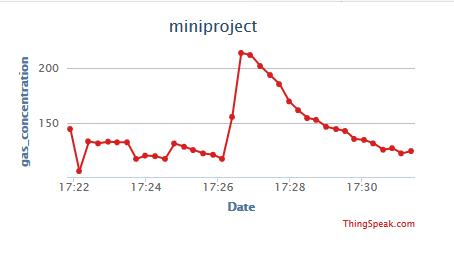 miniproject
gas_concentration
200
150
17:22 17:24 17:26 17:28 17:30
Date
ThingSpeak.com